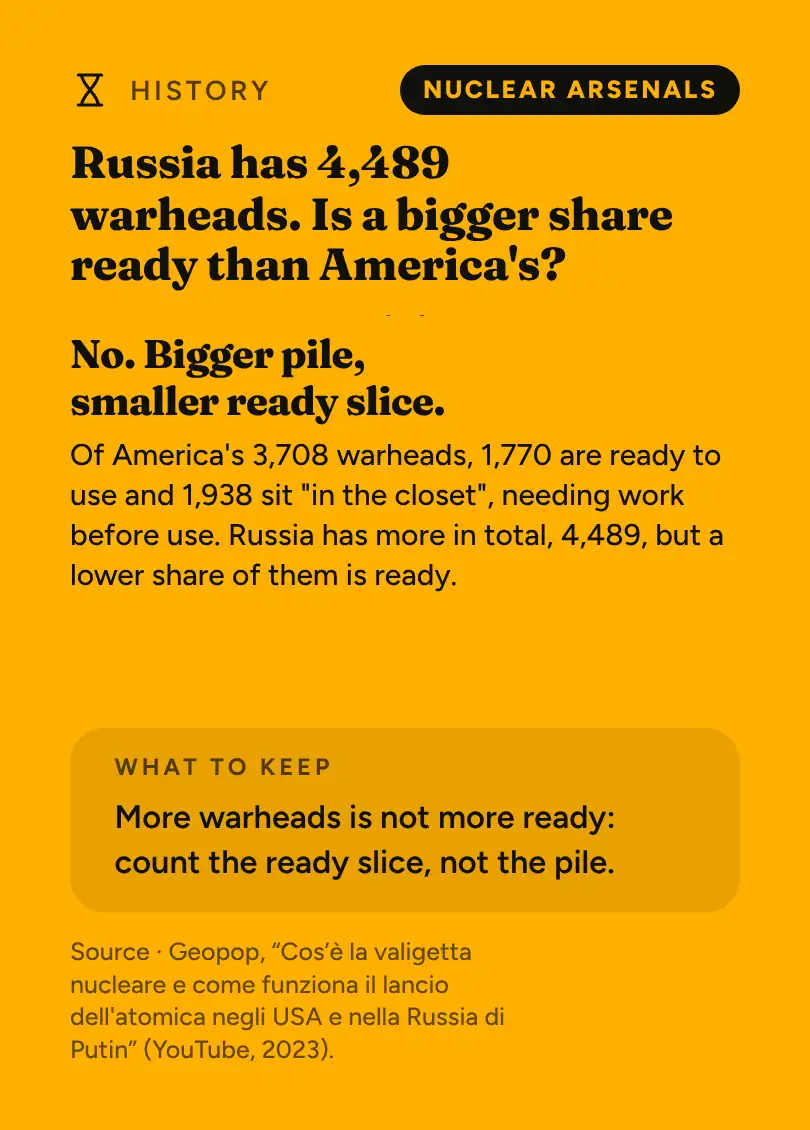 HISTORY
NUCLEAR ARSENALS
Russia has 4,489
warheads. Is a bigger share
ready than America's?
No. Bigger pile,
smaller ready slice.
Of America's 3,708 warheads, 1,770 are ready to
use and 1,938 sit "in the closet", needing work
before use. Russia has more in total, 4,489, but a
lower share of them is ready.
WHAT TO KEEP
More warheads is not more ready:
count the ready slice, not the pile.
Source · Geopop, “Cos’è la valigetta
nucleare e come funziona il lancio
dell'atomica negli USA e nella Russia di
Putin” (YouTube, 2023).